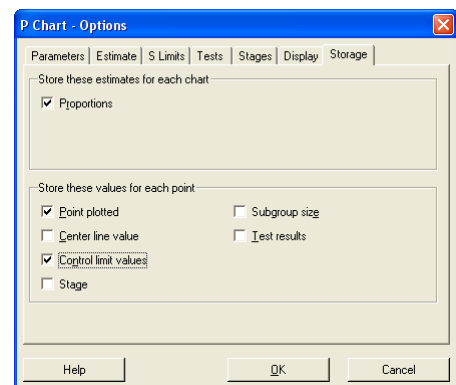 P Chart - Options
Parameters Estimate S Limits Tests Stages Display Storage
Store these estimates for each chart
Proportions
Store these values for each point
Point plotted Subgroup size
Center line value Test results
Control limit values
Stage
Help OK Cancel